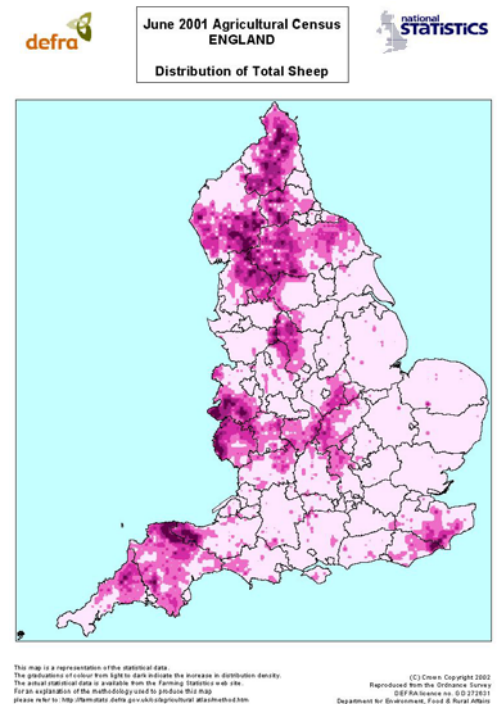 defra
June 2001 Agricultural Census
ENGLAND
Distribution of Total Sheep
national
STATISTICS
This map is a representation of the statistical data.
The graduations of colour from light to dark indicate the increase in distribution density.
The actual statistical data is available from the Farming Statistics web site.
For an explanation of the methodology used to produce this map
please refer to: http://farmstats.defra.gov.uk/cs/agricultural atlas/method.htm
(C) Crown Copyright 2002
Reproduced from the Ordnance Survey
DEFRA licence no. GD 272631
Department for Environment, Food & Rural Affairs